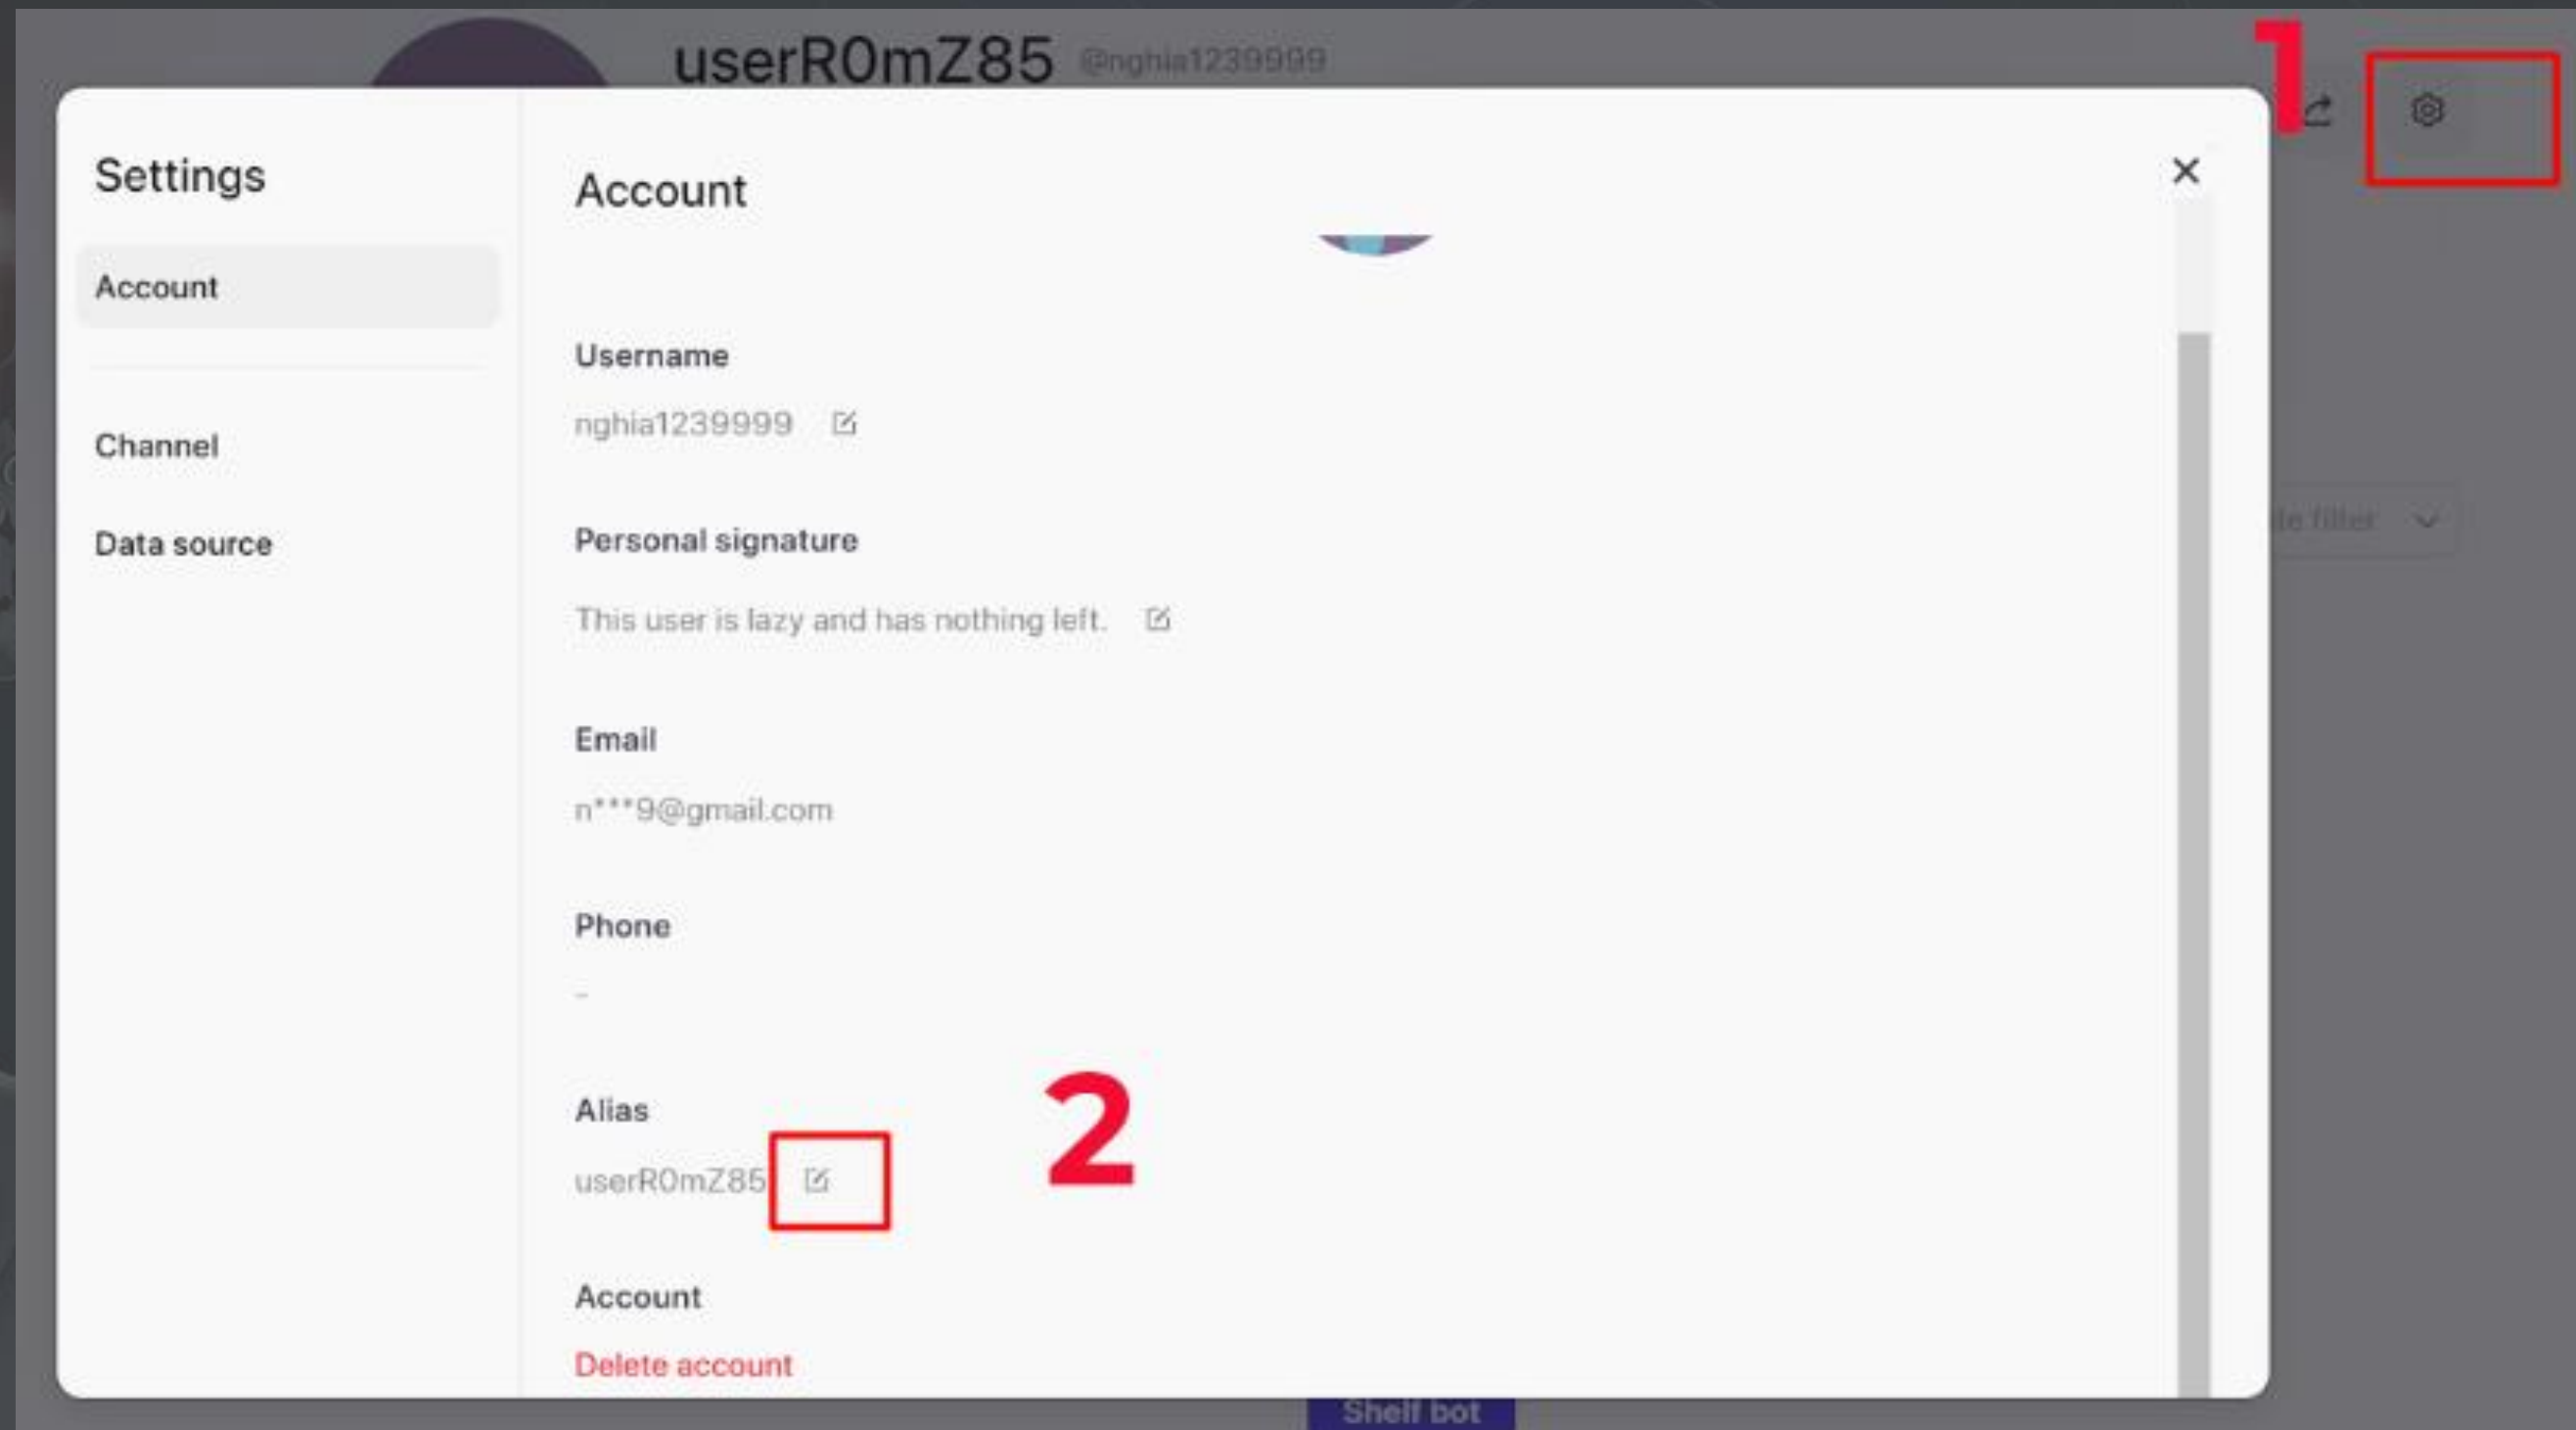 userR0mZ85 @nghia1239999
1
Settings
Account
Channel
Data source
Account
Username
nghia1239999
Personal signature
This user is lazy and has nothing left.
Email
n***9@gmail.com
Phone
-
Alias
userR0mZ85
2
Account
Delete account
filter
Shelf bot